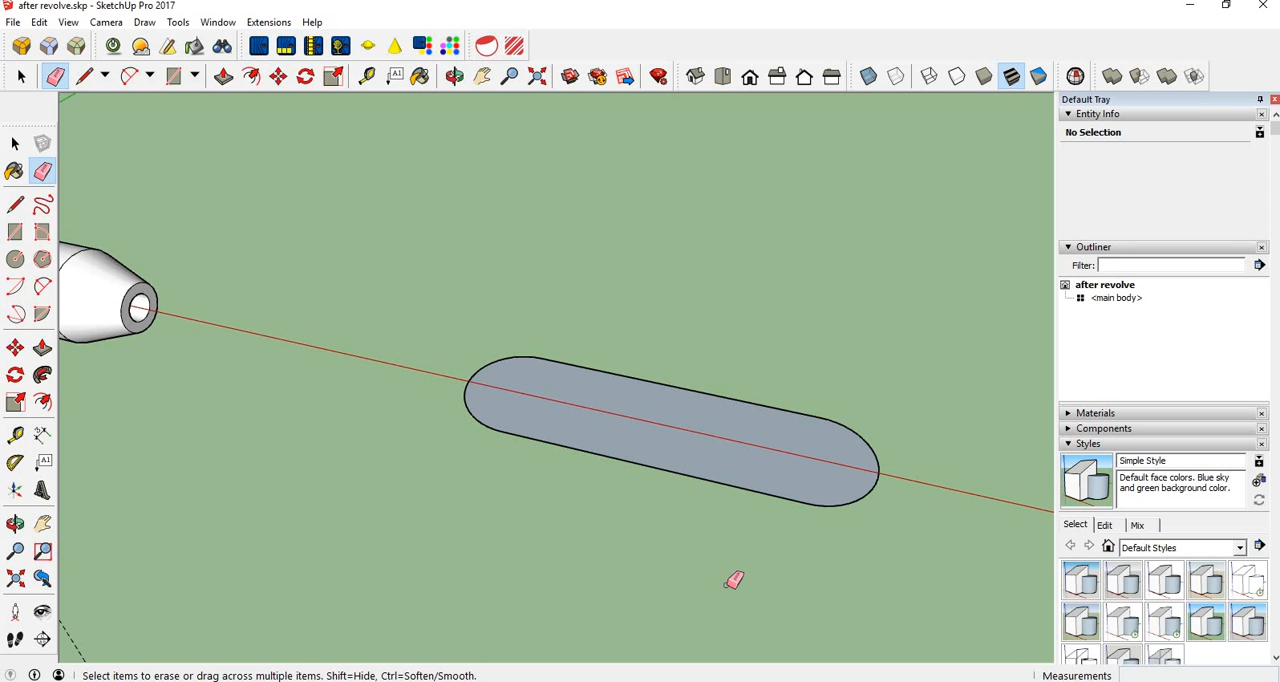 after revolve.skp - SketchUp Pro 2017
File Edit View Camera Draw Tools Window Extensions Help
A1
Default Tray
Entity Info
No Selection
Outliner
Filter:
after revolve
<main body>
Materials
Components
Styles
Simple Style
Default face colors. Blue sky
and green background color.
Select Edit Mix
Default Styles
A1
Select items to erase or drag across multiple items. Shift=Hide, Ctrl=Soften/Smooth.
Measurements